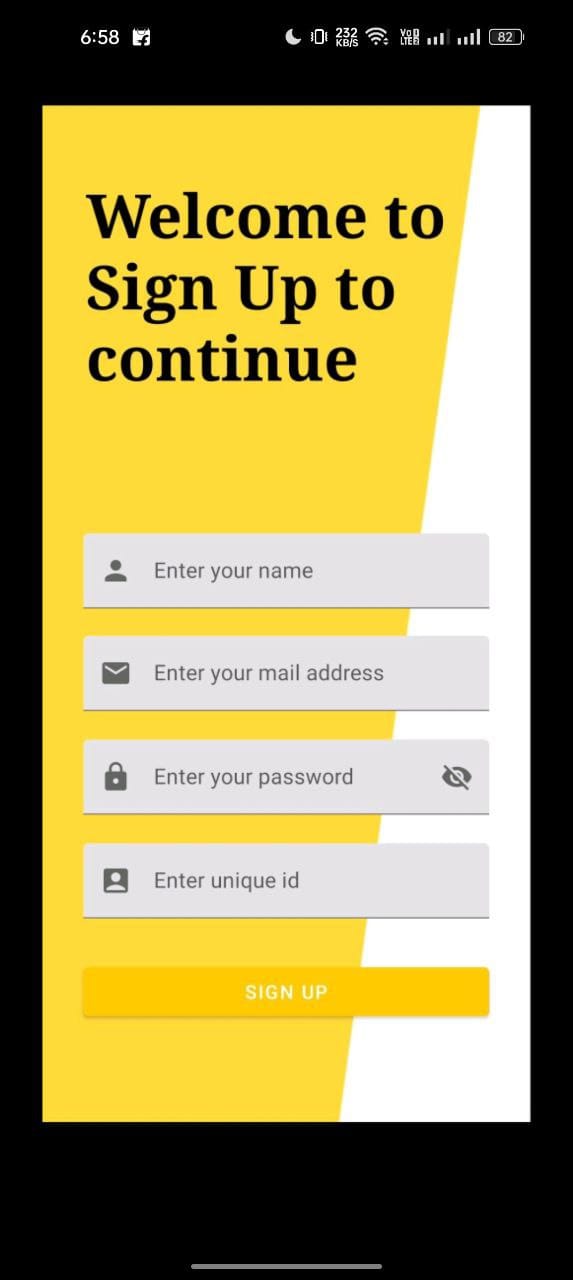 6:58
232
KB/S
Vo
LTE2
82
Welcome to
Sign Up to
continue
Enter your name
Enter your mail address
Enter your password
Enter unique id
SIGN UP